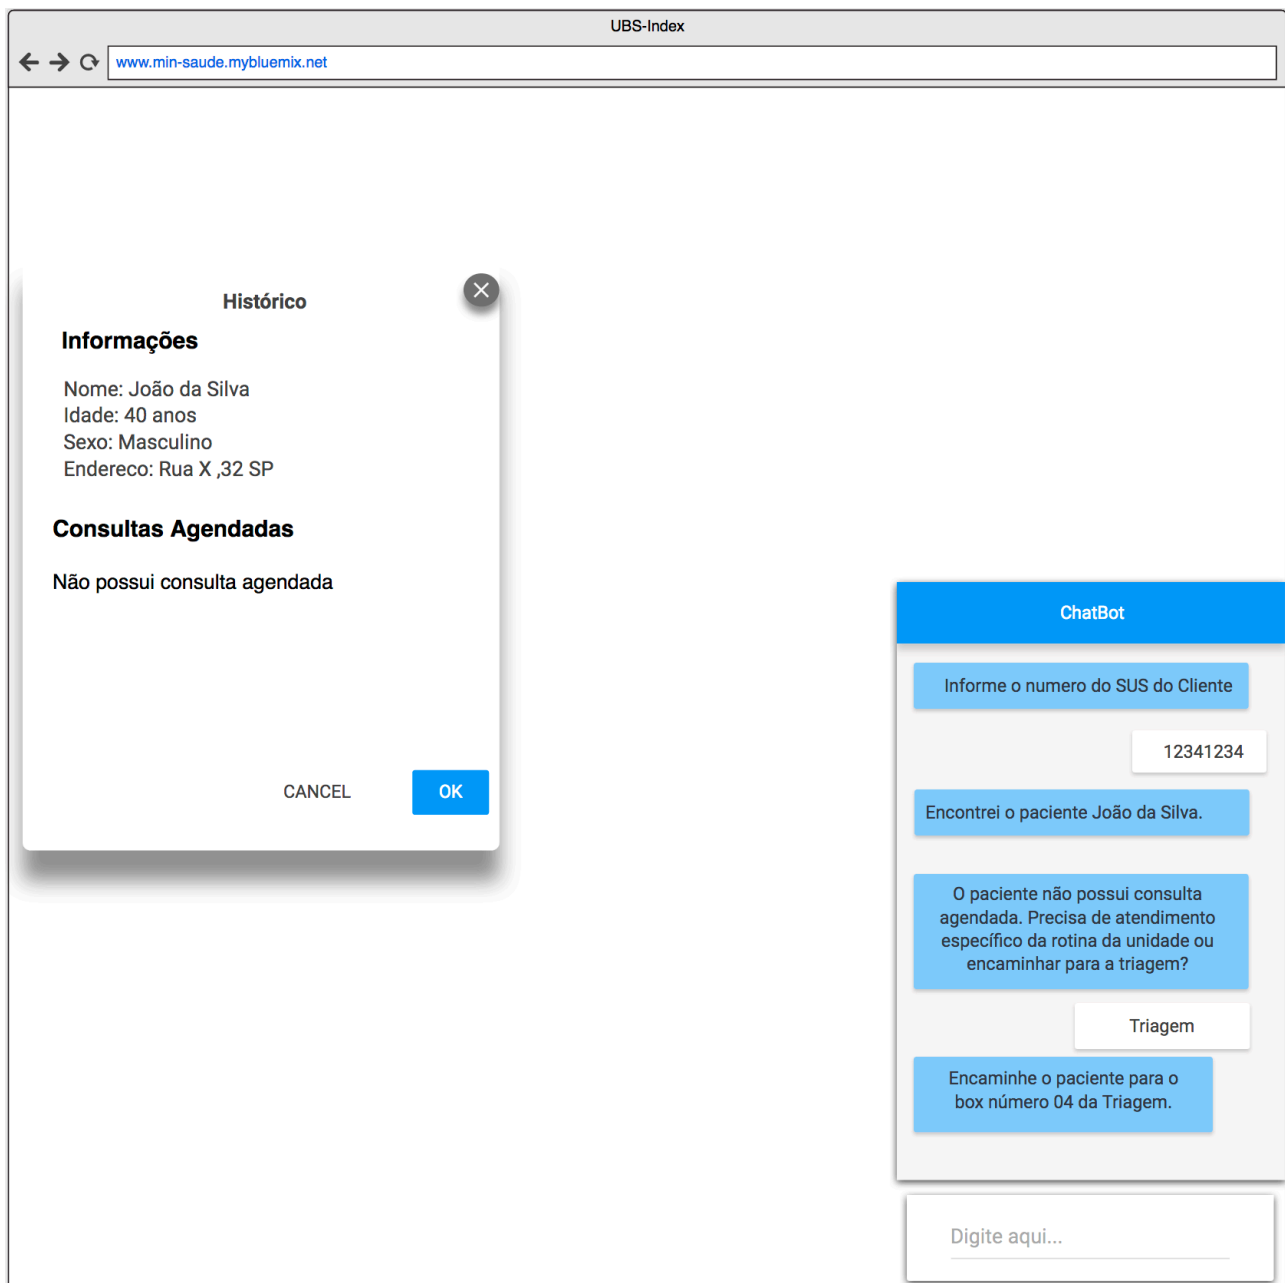 UBS-Index
www.min-saude.mybluemix.net
Histórico
Informações
Nome: João da Silva
Idade: 40 anos
Sexo: Masculino
Endereco: Rua X ,32 SP
Consultas Agendadas
Não possui consulta agendada
CANCEL
OK
ChatBot
Informe o numero do SUS do Cliente
12341234
Encontrei o paciente João da Silva.
O paciente não possui consulta
agendada. Precisa de atendimento
específico da rotina da unidade ou
encaminhar para a triagem?
Triagem
Encaminhe o paciente para o
box número 04 da Triagem.
Digite aqui...